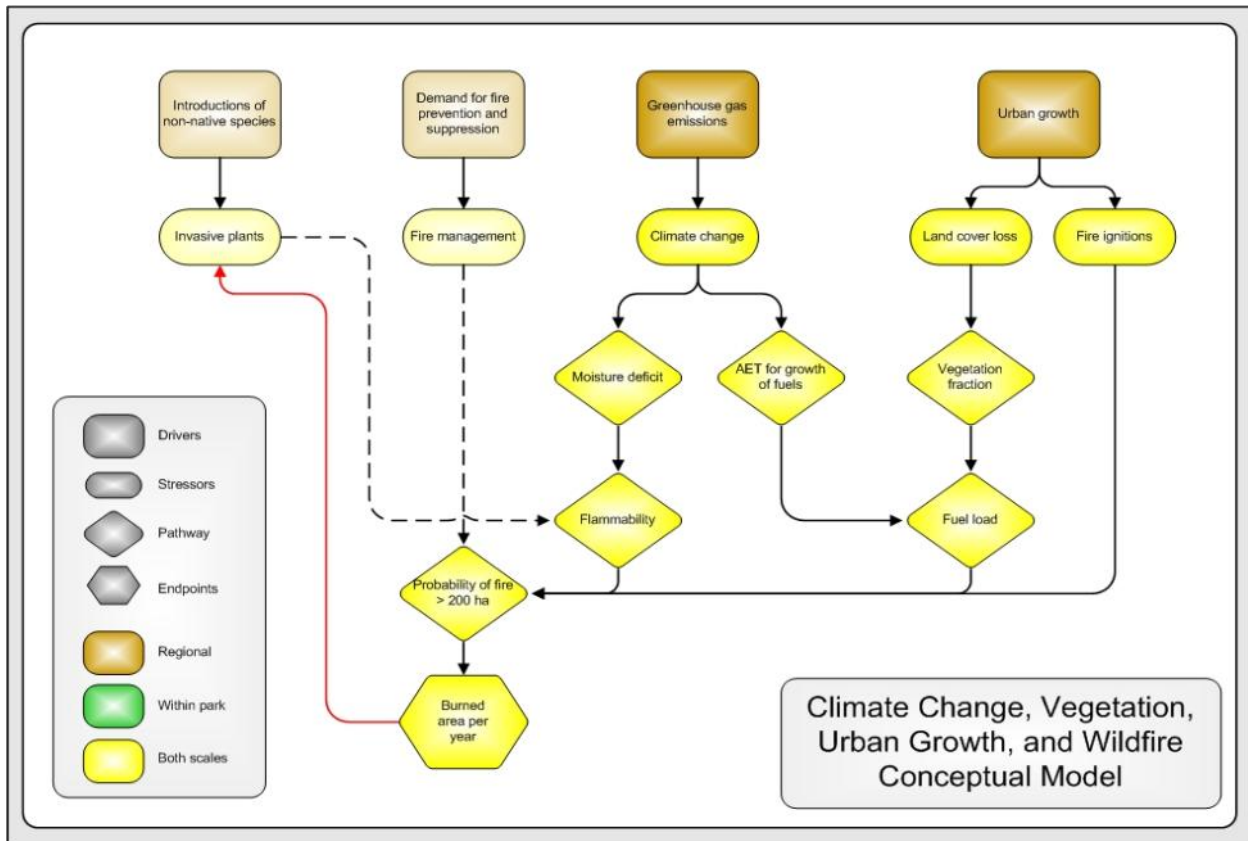 Introductions of
non-native species
Demand for fire
prevention and
suppression
Greenhouse gas
emissions
Urban growth
Invasive plants
Fire management
Climate change
Land cover loss
Fire ignitions
Moisture deficit
AET for growth
of fuels
Vegetation
fraction
Flammability
Fuel load
Probability of fire
> 200 ha
Burned
area per
year
Drivers
Stressors
Pathway
Endpoints
Regional
Within park
Both scales
Climate Change, Vegetation,
Urban Growth, and Wildfire
Conceptual Model